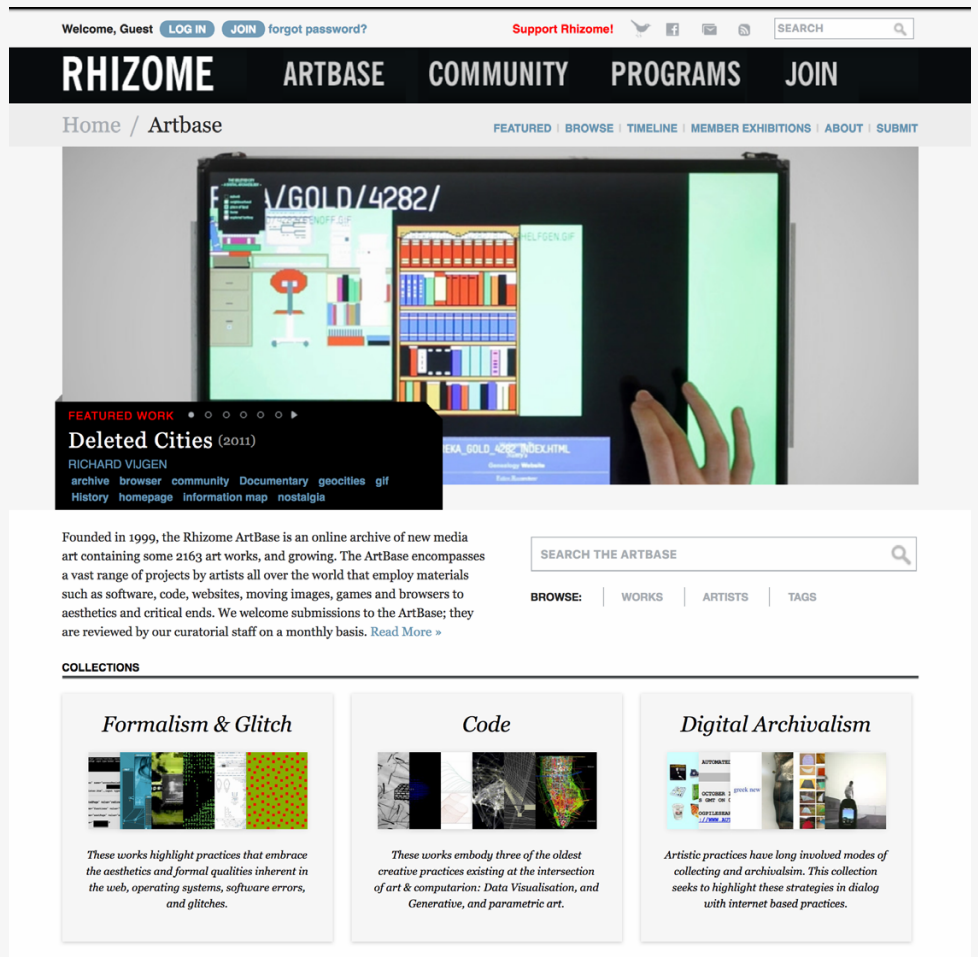 Welcome, Guest LOG IN JOIN forgot password?
Support Rhizome!
SEARCH
RHIZOME ARTBASE COMMUNITY PROGRAMS JOIN
Home / Artbase
FEATURED | BROWSE | TIMELINE | MEMBER EXHIBITIONS | ABOUT | SUBMIT
/GOLD/4282/
HELFGEN.GIF
EKA_GOLD_4282_INDEX.HTML
Genealogy Website
FEATURED WORK
Deleted Cities (2011)
RICHARD VIJGEN
archive browser community Documentary geocities gif
History homepage information map nostalgia
Founded in 1999, the Rhizome ArtBase is an online archive of new media
art containing some 2163 art works, and growing. The ArtBase encompasses
a vast range of projects by artists all over the world that employ materials
such as software, code, websites, moving images, games and browsers to
aesthetics and critical ends. We welcome submissions to the ArtBase; they
are reviewed by our curatorial staff on a monthly basis. Read More »
SEARCH THE ARTBASE
BROWSE: | WORKS | ARTISTS | TAGS
COLLECTIONS
Formalism & Glitch
These works highlight practices that embrace
the aesthetics and formal qualities inherent in
the web, operating systems, software errors,
and glitches.
Code
These works embody three of the oldest
creative practices existing at the intersection
of art & computarion: Data Visualisation, and
Generative, and parametric art.
Digital Archivalism
AUTOMATE
OCTOBER
greek new
Artistic practices have long involved modes of
collecting and archivalsim. This collection
seeks to highlight these strategies in dialog
with internet based practices.